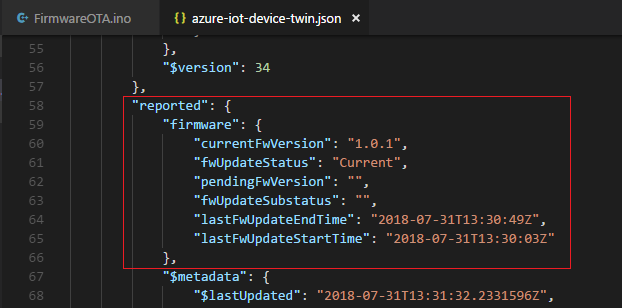 FirmwareOTA.ino
{ } azure-iot-device-twin.json ×
55 },
56 "$version": 34
57 },
58 "reported": {
59 "firmware": {
60 "currentFwVersion": "1.0.1",
61 "fwUpdateStatus": "Current",
62 "pendingFwVersion": "",
63 "fwUpdateSubstatus": "",
64 "lastFwUpdateEndTime": "2018-07-31T13:30:49Z",
65 "lastFwUpdateStartTime": "2018-07-31T13:30:03Z"
66 },
67 "$metadata": {
68 "$lastUpdated": "2018-07-31T13:31:32.2331596Z",